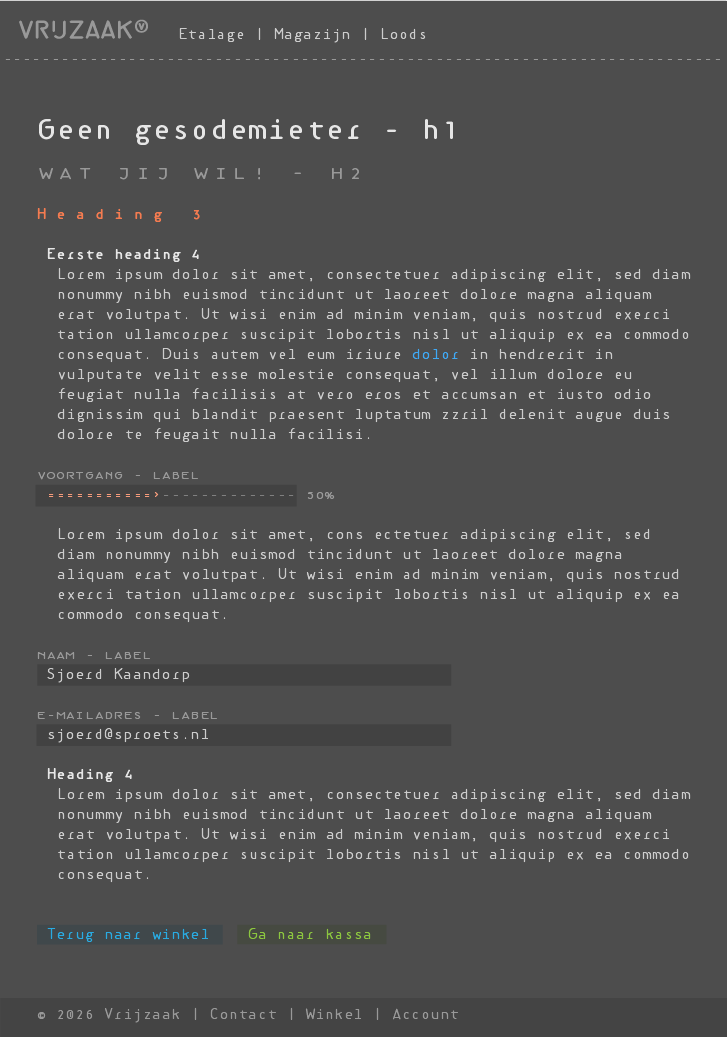 VRIJZAAK
Etalage | Magazijn | Loods
Geen gesodemieter - h1
WAT JIJ WIL! - H2
Heading 3
Eerste heading 4
Lorem ipsum dolor sit amet, consectetuer adipiscing elit, sed diam
nonummy nibh euismod tincidunt ut laoreet dolore magna aliquam
erat volutpat. Ut wisi enim ad minim veniam, quis nostrud exerci
tation ullamcorper suscipit lobortis nisl ut aliquip ex ea commodo
consequat. Duis autem vel eum iriure dolor in hendrerit in
vulputate velit esse molestie consequat, vel illum dolore eu
feugiat nulla facilisis at vero eros et accumsan et iusto odio
dignissim qui blandit praesent luptatum zzril delenit augue duis
dolore te feugait nulla facilisi.
VOORTGANG - LABEL
===========>-------------- 50%
Lorem ipsum dolor sit amet, cons ectetuer adipiscing elit, sed
diam nonummy nibh euismod tincidunt ut laoreet dolore magna
aliquam erat volutpat. Ut wisi enim ad minim veniam, quis nostrud
exerci tation ullamcorper suscipit lobortis nisl ut aliquip ex ea
commodo consequat.
NAAM - LABEL
Sjoerd Kaandorp
E-MAILADRES - LABEL
sjoerd@sproets.nl
Heading 4
Lorem ipsum dolor sit amet, consectetuer adipiscing elit, sed diam
nonummy nibh euismod tincidunt ut laoreet dolore magna aliquam
erat volutpat. Ut wisi enim ad minim veniam, quis nostrud exerci
tation ullamcorper suscipit lobortis nisl ut aliquip ex ea commodo
consequat.
Terug naar winkel
Ga naar kassa
© 2026 Vrijzaak | Contact | Winkel | Account